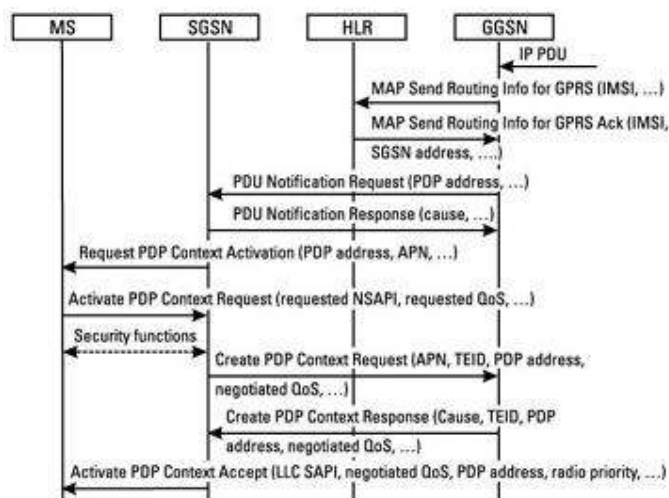 MS SGSN HLR GGSN
IP PDU
MAP Send Routing Info for GPRS (IMSI, ...)
MAP Send Routing Info for GPRS Ack (IMSI,
SGSN address, ....)
PDU Notification Request (PDP address, ...)
PDU Notification Response (cause, ...)
Request PDP Context Activation (PDP address, APN, ...)
Activate PDP Context Request (requested NSAPI, requested QoS, ...)
Security functions
Create PDP Context Request (APN, TEID, PDP address,
negotiated QoS, ...)
Create PDP Context Response (Cause, TEID, PDP
address, negotiated QoS, ...)
Activate PDP Context Accept (LLC SAPI, negotiated QoS, PDP address, radio priority, ...)